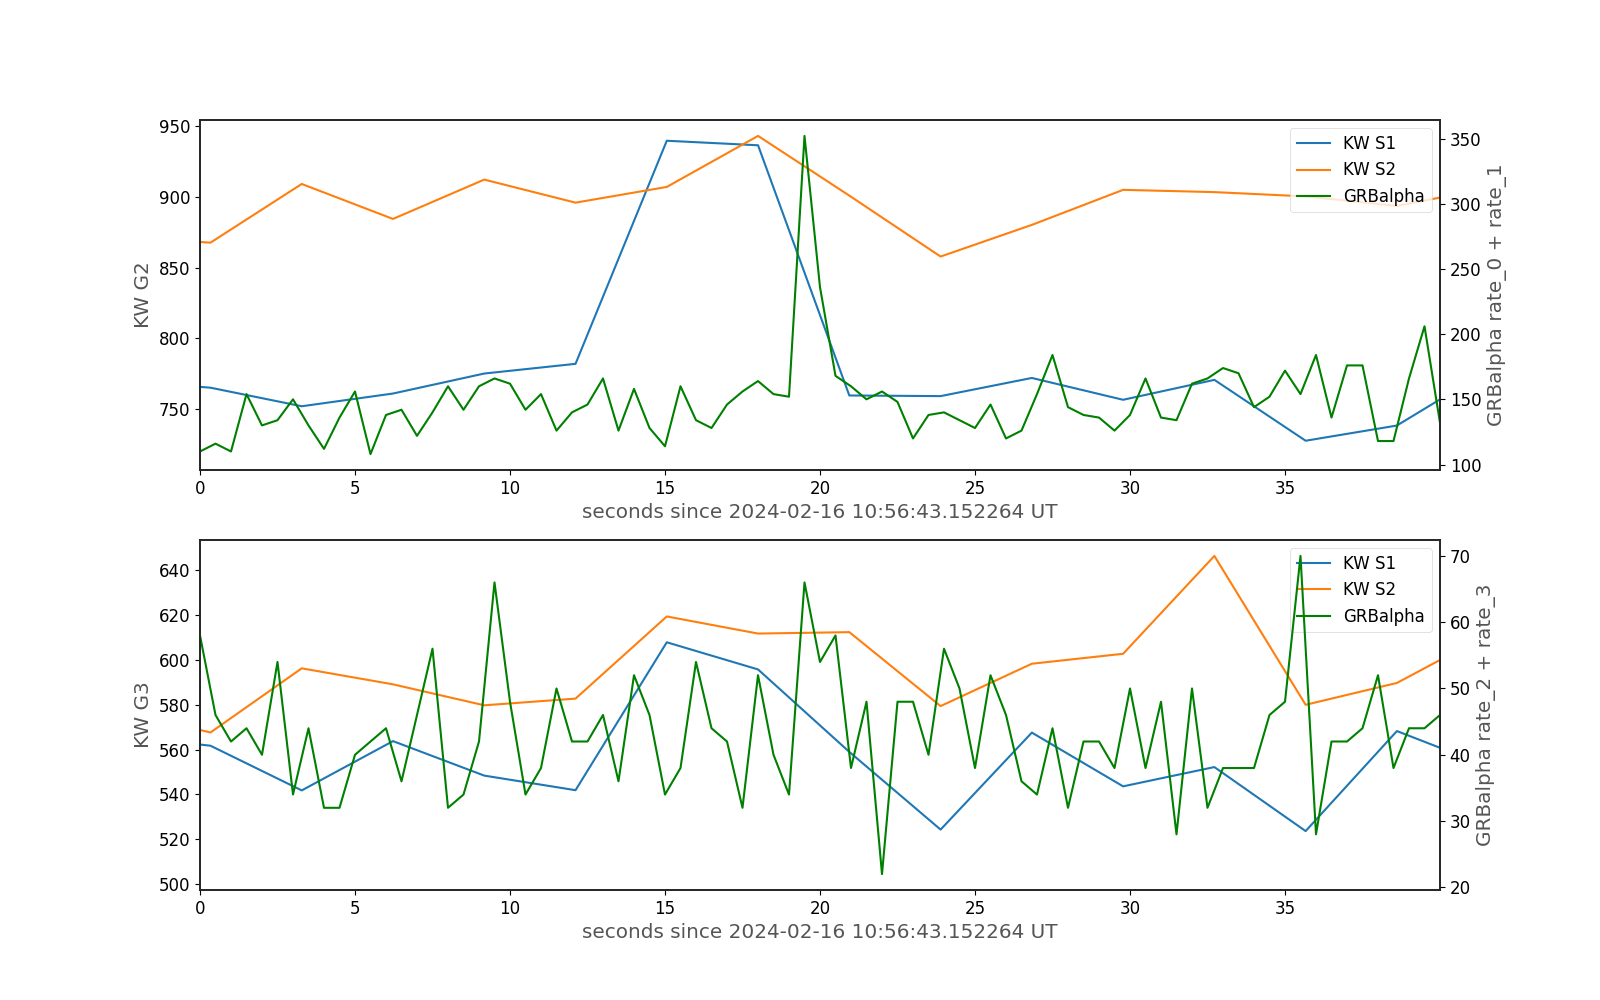 950
900
850
800
750
KW G2
350
300
250
200
150
100
GRBalpha rate_0 + rate_1
KW S1
KW S2
GRBalpha
0 5 10 15 20 25 30 35
seconds since 2024-02-16 10:56:43.152264 UT
640
620
600
580
560
540
520
500
KW G3
70
60
50
40
30
20
GRBalpha rate_2 + rate_3
KW S1
KW S2
GRBalpha
0 5 10 15 20 25 30 35
seconds since 2024-02-16 10:56:43.152264 UT